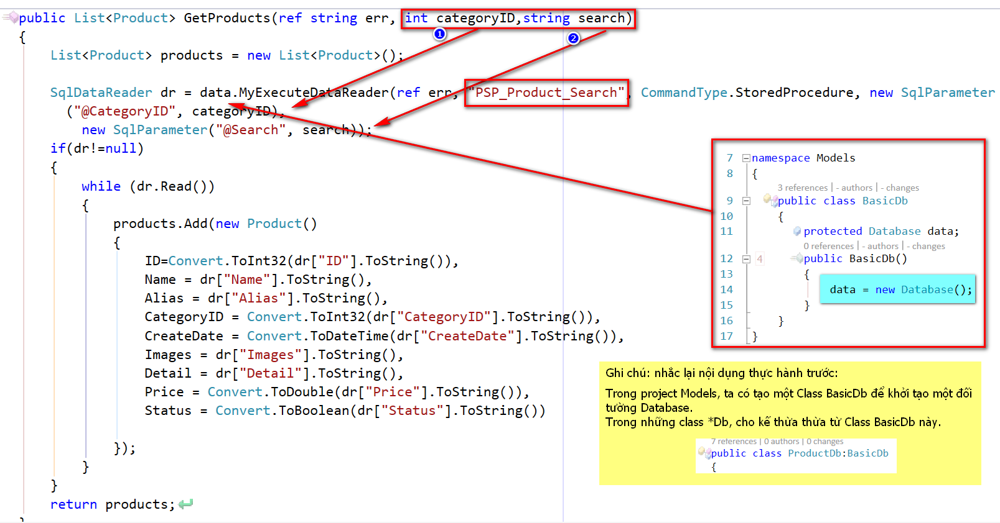 public List<Product> GetProducts(ref string err, int categoryID,string search)
1
2
{
List<Product> products = new List<Product>();
SqlDataReader dr = data.MyExecuteDataReader(ref err, "PSP_Product_Search", CommandType.StoredProcedure, new SqlParameter
("@CategoryID", categoryID),
new SqlParameter("@Search", search));
if(dr!=null)
{
while (dr.Read())
{
products.Add(new Product()
{
ID=Convert.ToInt32(dr["ID"].ToString()),
Name = dr["Name"].ToString(),
Alias = dr["Alias"].ToString(),
CategoryID = Convert.ToInt32(dr["CategoryID"].ToString()),
CreateDate = Convert.ToDateTime(dr["CreateDate"].ToString()),
Images = dr["Images"].ToString(),
Detail = dr["Detail"].ToString(),
Price = Convert.ToDouble(dr["Price"].ToString()),
Status = Convert.ToBoolean(dr["Status"].ToString())
});
}
}
return products;
7 namespace Models
8 {
3 references | - authors | - changes
9 public class BasicDb
10 {
11 protected Database data;
0 references | - authors | - changes
12 4 public BasicDb()
13 {
14 data = new Database();
15 }
16 }
17 }
Ghi chú: nhắc lại nội dụng thực hành trước:
Trong project Models, ta có tạo một Class BasicDb để khởi tạo một đối
tường Database.
Trong những class *Db, cho kế thừa thừa từ Class BasicDb này.
7 references | 0 authors | 0 changes
public class ProductDb:BasicDb
{